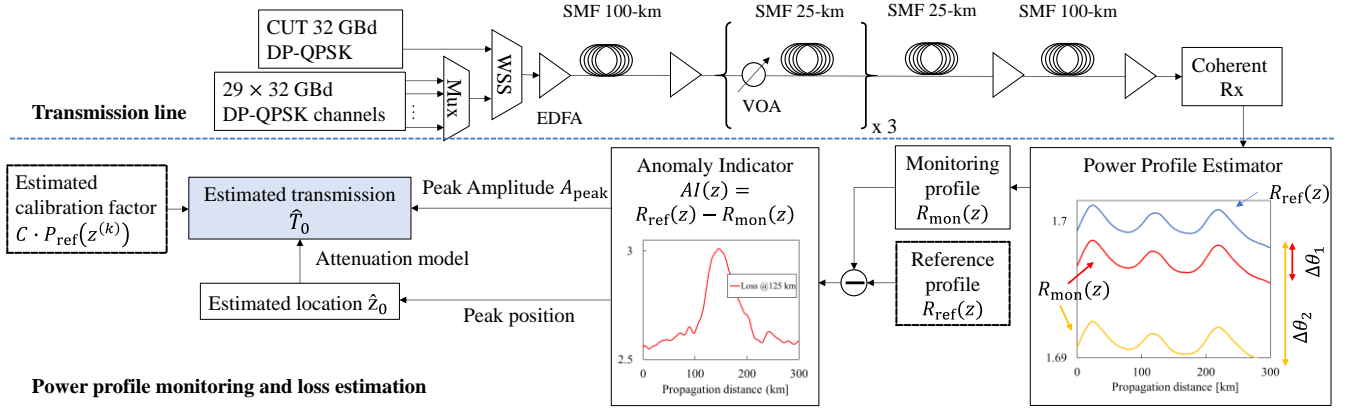 SMF 100-km
SMF 25-km
SMF 25-km
SMF 100-km
CUT 32 GBd
DP-QPSK
29 × 32 GBd
DP-QPSK channels
Mux
WSS
EDFA
VOA
x 3
Coherent
Rx
Transmission line
Estimated
calibration factor
C · P_ref(z^(k))
Estimated transmission
T̂₀
Attenuation model
Estimated location ẑ₀
Peak Amplitude A_peak
Peak position
Anomaly Indicator
AI(z) =
R_ref(z) − R_mon(z)
3
2.5
Loss @125 km
0
100
200
300
Propagation distance (km)
Monitoring
profile
R_mon(z)
Reference
profile
R_ref(z)
Power Profile Estimator
1.7
1.69
R_ref(z)
R_mon(z)
Δθ₁
Δθ₂
0
100
200
300
Propagation distance [km]
Power profile monitoring and loss estimation